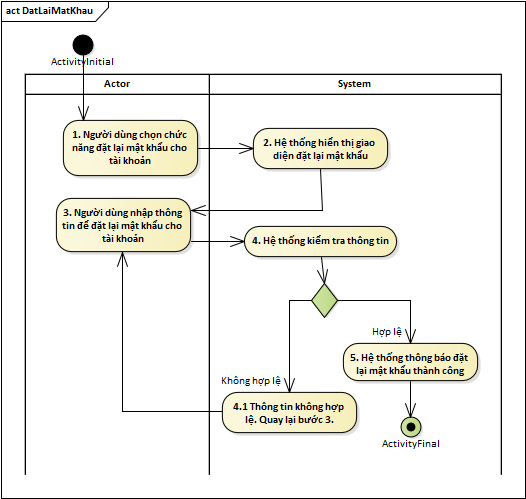 act DatLaiMatKhau
ActivityInitial
Actor
System
1. Người dùng chọn chức
năng đặt lại mật khẩu cho
tài khoản
2. Hệ thống hiển thị giao
diện đặt lại mật khẩu
3. Người dùng nhập thông
tin để đặt lại mật khẩu cho
tài khoản
4. Hệ thống kiểm tra thông tin
Hợp lệ
5. Hệ thống thông báo đặt
lại mật khẩu thành công
Không hợp lệ
4.1 Thông tin không hợp
lệ. Quay lại bước 3.
ActivityFinal